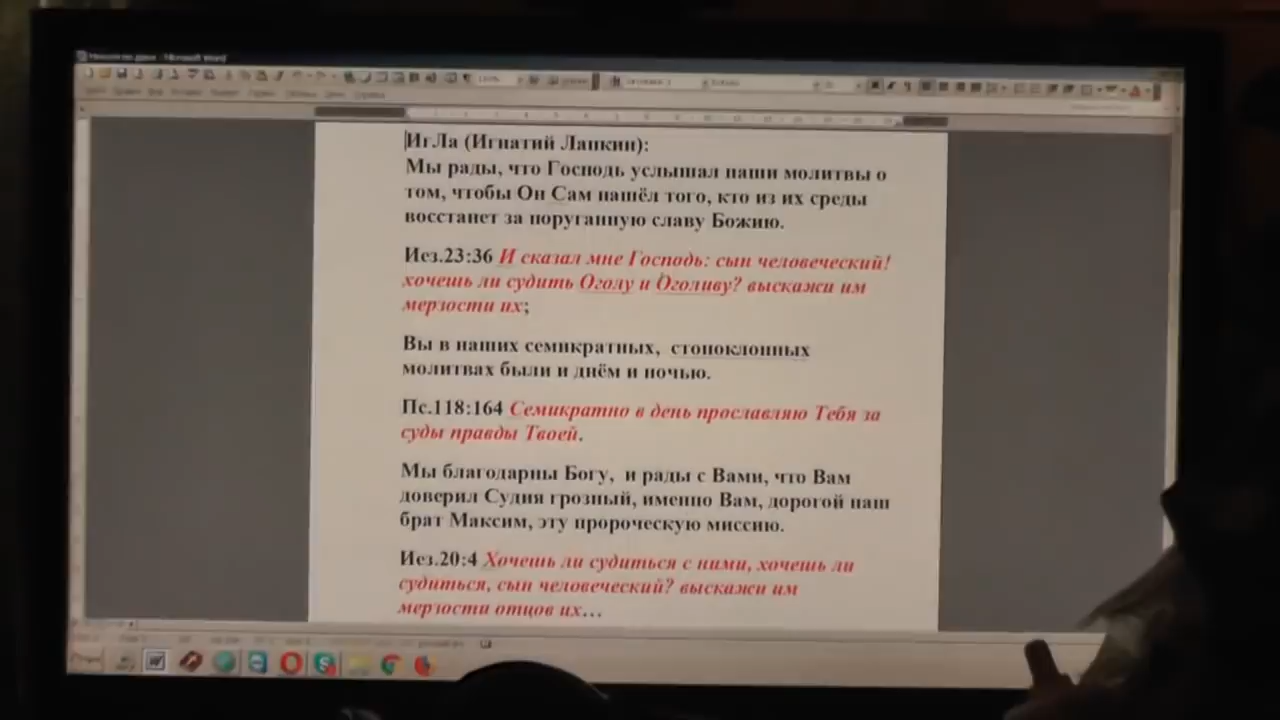 Microsoft Word
ИгЛа (Игнатий Лапкин):
Мы рады, что Господь услышал наши молитвы о
том, чтобы Он Сам нашёл того, кто из их среды
восстанет за поруганную славу Божию.
Иез.23:36 И сказал мне Господь: сын человеческий!
хочешь ли судить Оголу и Оголиву? выскажи им
мерзости их;
Вы в наших семикратных, стопоклонных
молитвах были и днём и ночью.
Пс.118:164 Семикратно в день прославляю Тебя за
суды правды Твоей.
Мы благодарны Богу, и рады с Вами, что Вам
доверил Судия грозный, именно Вам, дорогой наш
брат Максим, эту пророческую миссию.
Иез.20:4 Хочешь ли судиться с ними, хочешь ли
судиться, сын человеческий? выскажи им
мерзости отцов их…